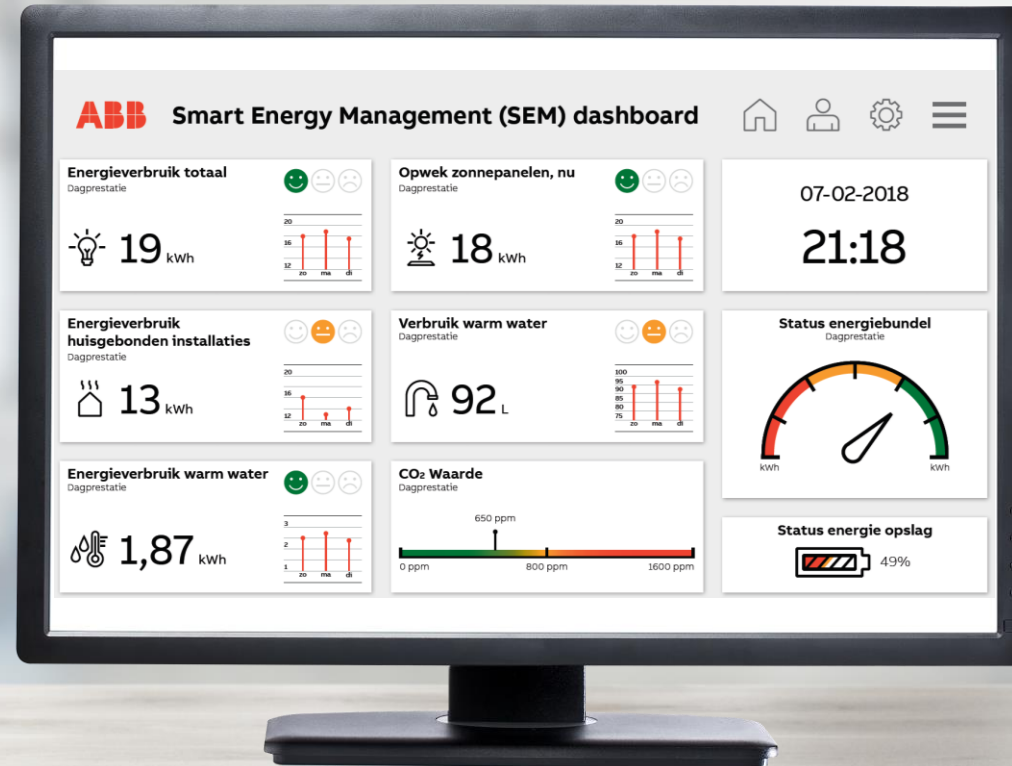 ABB
Smart Energy Management (SEM) dashboard
Energieverbruik totaal
Dagprestatie
19 kWh
20
16
12
zo ma di
Opwek zonnepanelen, nu
Dagprestatie
18 kWh
20
16
12
zo ma di
07-02-2018
21:18
Energieverbruik
huisgebonden installaties
Dagprestatie
13 kWh
20
16
12
zo ma di
Verbruik warm water
Dagprestatie
92 L
100
95
90
85
80
75
zo ma di
Status energiebundel
Dagprestatie
kWh kWh
Energieverbruik warm water
Dagprestatie
1,87 kWh
3
2
1
zo ma di
CO₂ Waarde
Dagprestatie
650 ppm
0 ppm 800 ppm 1600 ppm
Status energie opslag
49%